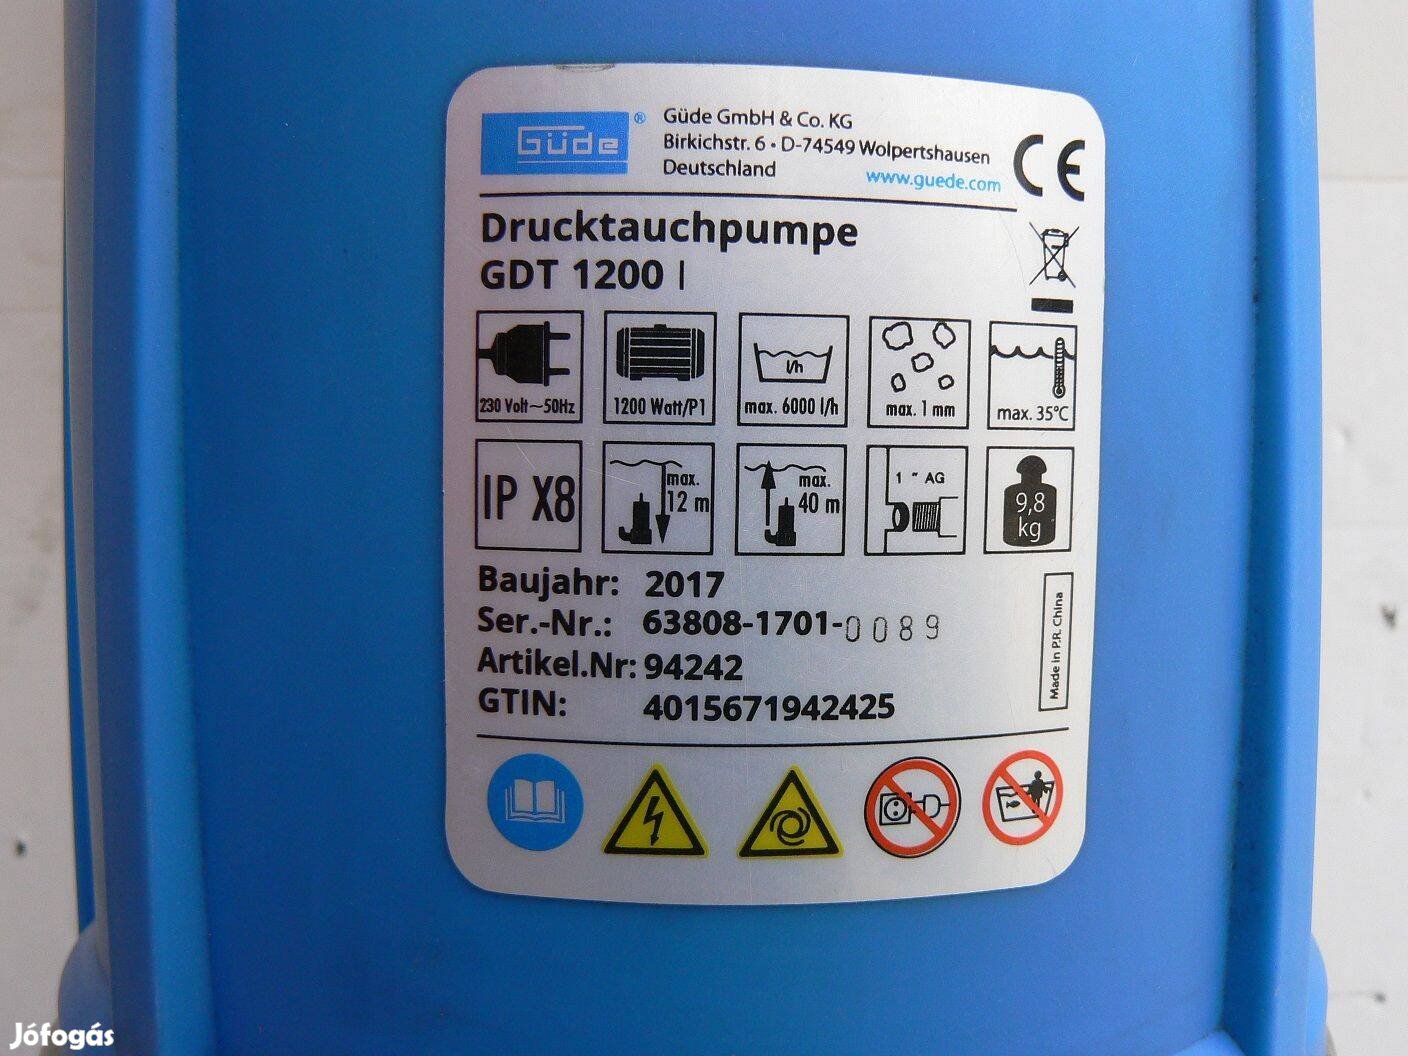 Güde®
Güde GmbH & Co. KG
Birkichstr. 6 • D-74549 Wolpertshausen
Deutschland
www.guede.com
CE
Drucktauchpumpe
GDT 1200 I
230 Volt~50Hz
1200 Watt/P1
l/h
max. 6000 l/h
max. 1 mm
max. 35°C
IP X8
max.
12 m
max.
40 m
1 " AG
9,8
kg
Baujahr: 2017
Ser.-Nr.: 63808-1701-0089
Artikel.Nr: 94242
GTIN: 4015671942425
Made in P.R. China
Jófogás